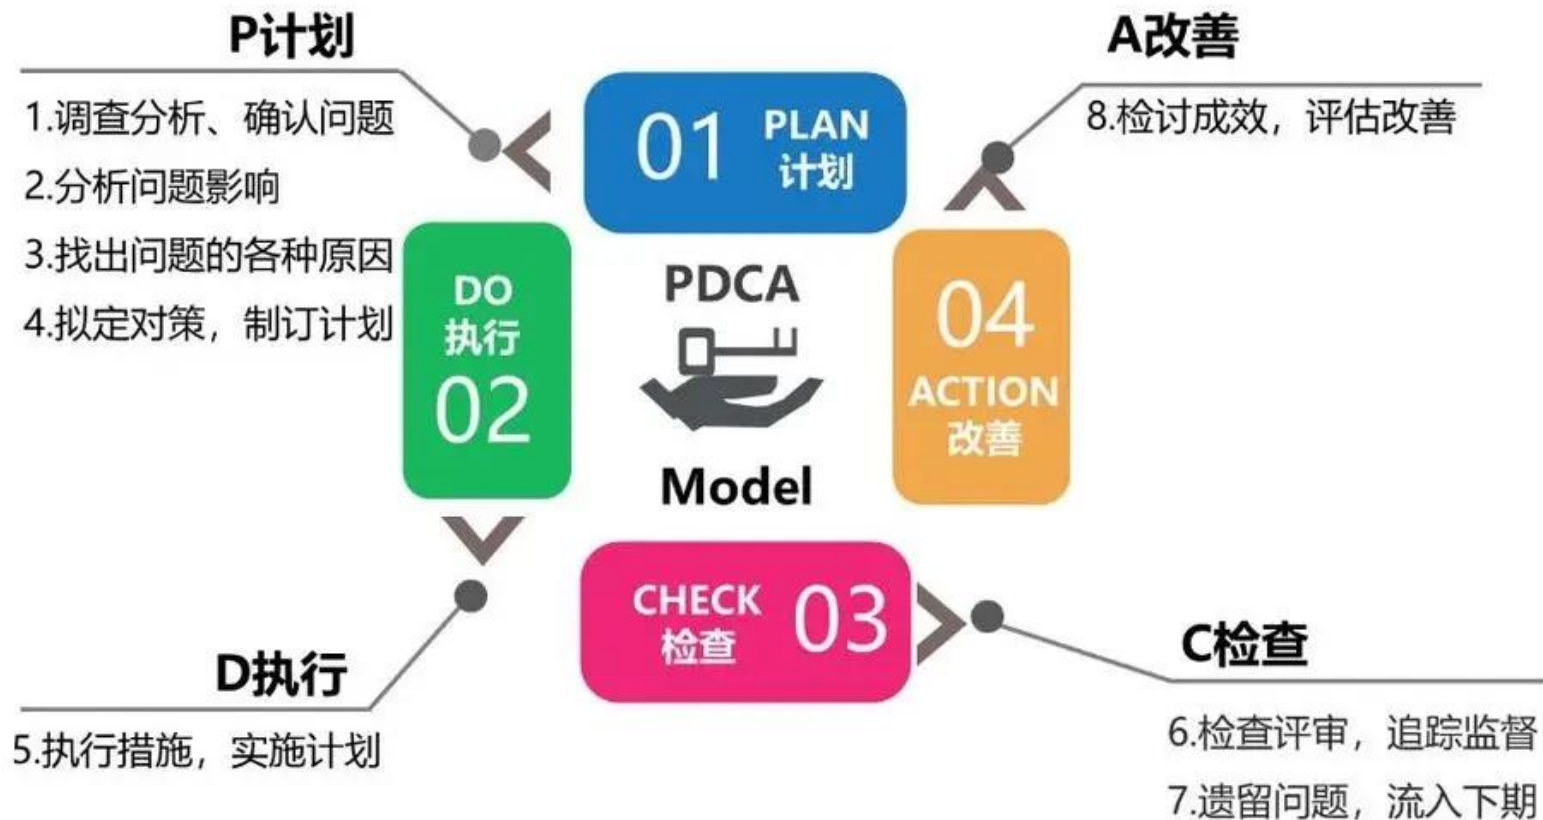 P计划
1.调查分析、确认问题
2.分析问题影响
3.找出问题的各种原因
4.拟定对策，制订计划
A改善
8.检讨成效，评估改善
01
PLAN
计划
DO
执行
02
PDCA
Model
04
ACTION
改善
CHECK
检查
03
D执行
5.执行措施，实施计划
C检查
6.检查评审，追踪监督
7.遗留问题，流入下期